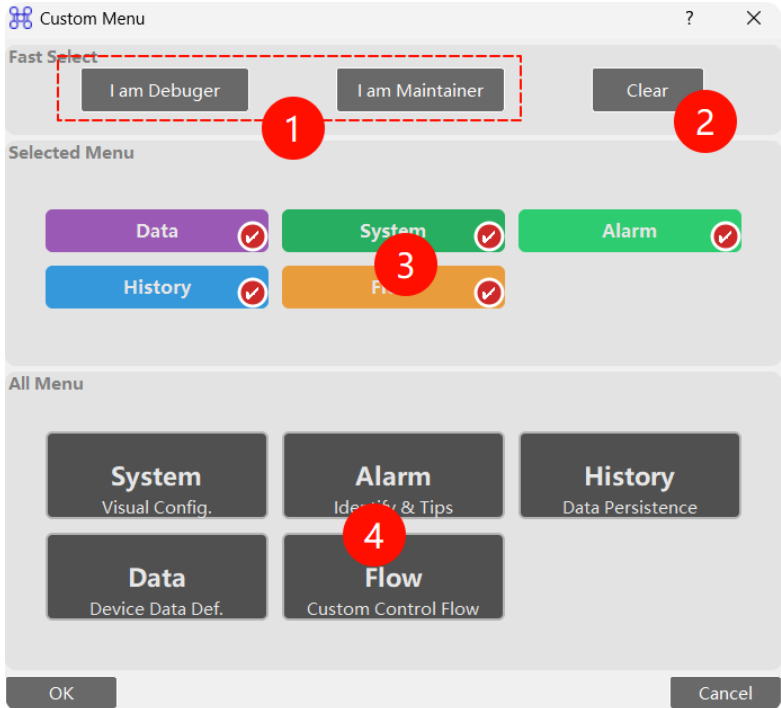 Custom Menu ?
Fast Select
I am Debuger I am Maintainer Clear
1 2
Selected Menu
Data System Alarm
3
History
All Menu
System Alarm History
Visual Config. Identify & Tips Data Persistence
4
Data Flow
Device Data Def. Custom Control Flow
OK Cancel